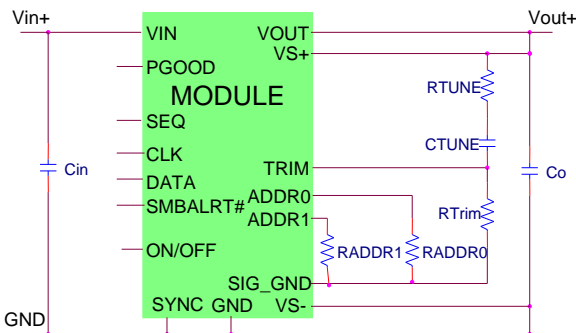 Vin+
Vout+
VIN
VOUT
VS+
PGOOD
RTUNE
MODULE
SEQ
CTUNE
CLK
TRIM
Cin
Co
DATA
ADDR0
SMBALRT#
RTrim
ADDR1
ON/OFF
RADDR1
RADDR0
SIG_GND
GND
SYNC
GND
VS-